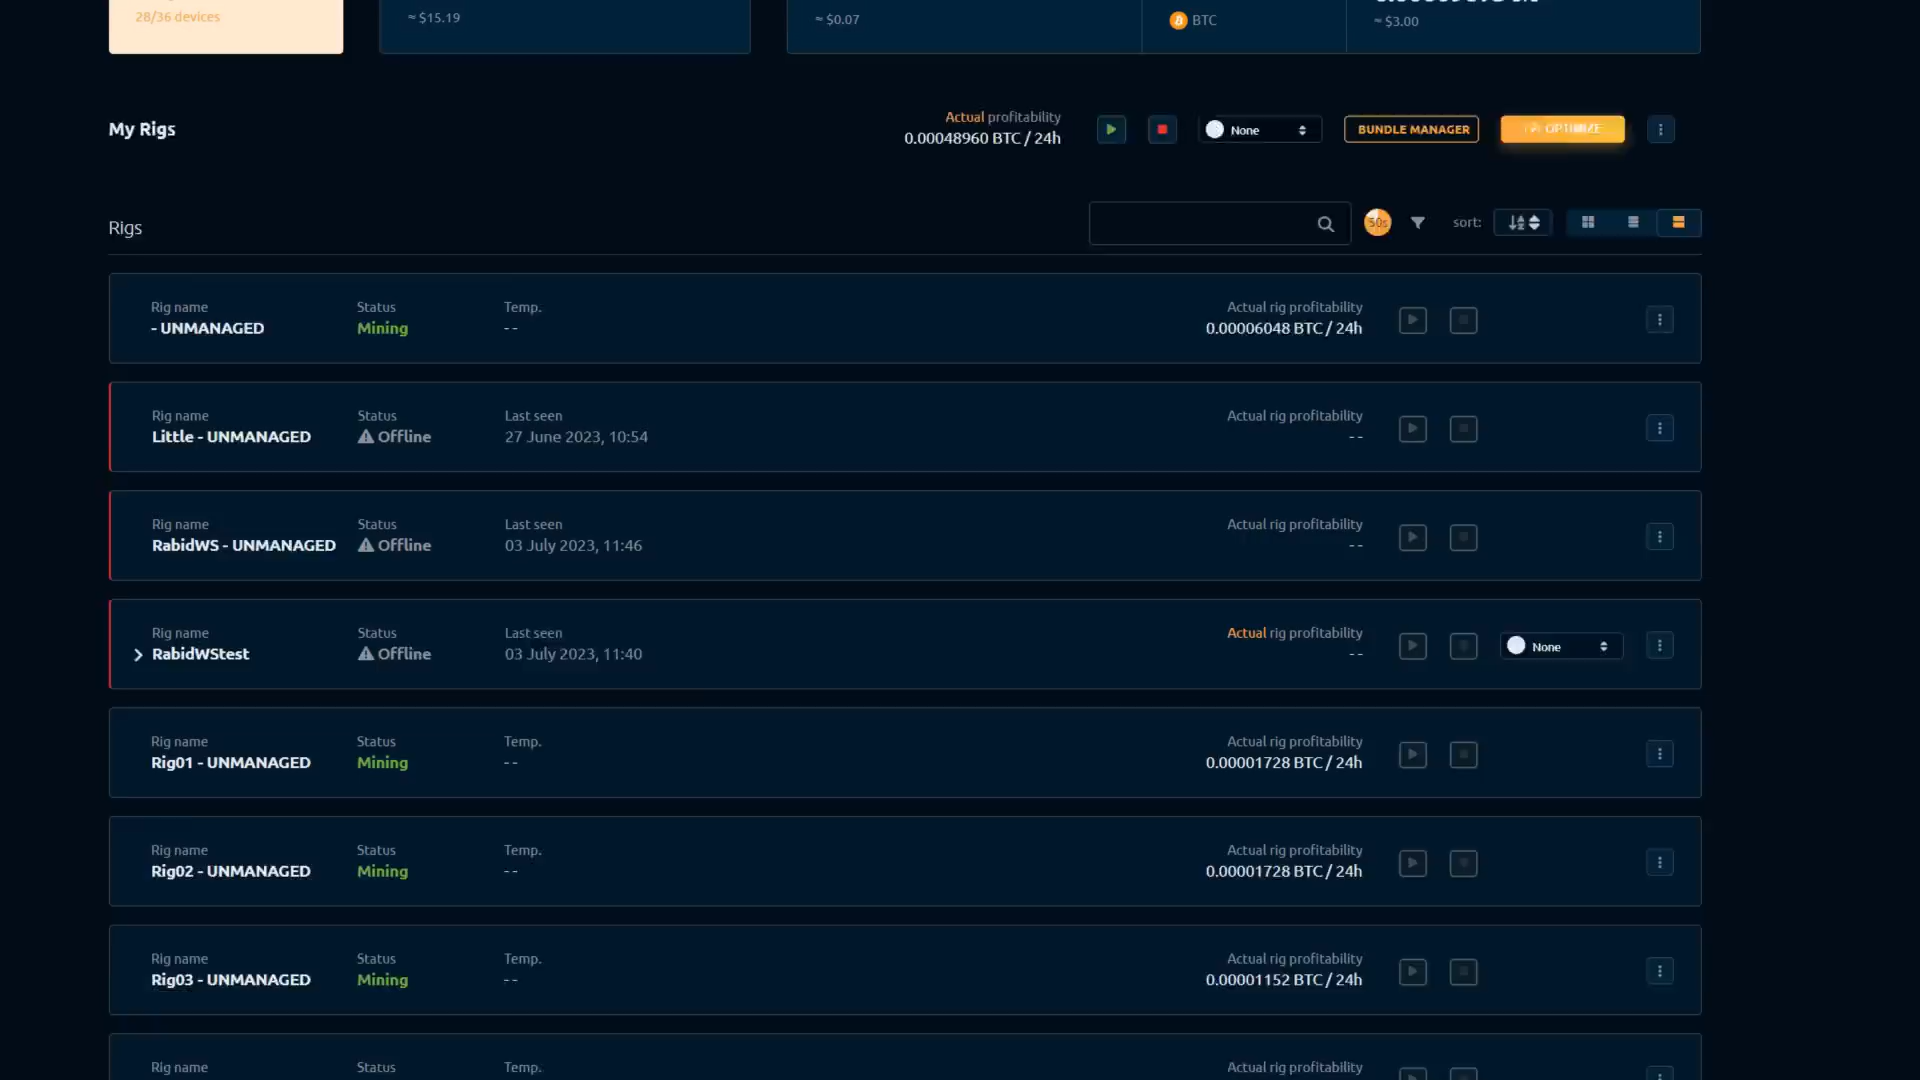 28/36 devices
≈ $15.19
≈ $0.07
BTC
≈ $3.00
My Rigs
Actual profitability
0.00048960 BTC / 24h
None
BUNDLE MANAGER
OPTIMIZE
Rigs
50s
sort:
Rig name
- UNMANAGED
Status
Mining
Temp.
- -
Actual rig profitability
0.00006048 BTC / 24h
Rig name
Little - UNMANAGED
Status
Offline
Last seen
27 June 2023, 10:54
Actual rig profitability
- -
Rig name
RabidWS - UNMANAGED
Status
Offline
Last seen
03 July 2023, 11:46
Actual rig profitability
- -
Rig name
RabidWStest
Status
Offline
Last seen
03 July 2023, 11:40
Actual rig profitability
- -
None
Rig name
Rig01 - UNMANAGED
Status
Mining
Temp.
- -
Actual rig profitability
0.00001728 BTC / 24h
Rig name
Rig02 - UNMANAGED
Status
Mining
Temp.
- -
Actual rig profitability
0.00001728 BTC / 24h
Rig name
Rig03 - UNMANAGED
Status
Mining
Temp.
- -
Actual rig profitability
0.00001152 BTC / 24h
Rig name
Status
Temp.
Actual rig profitability